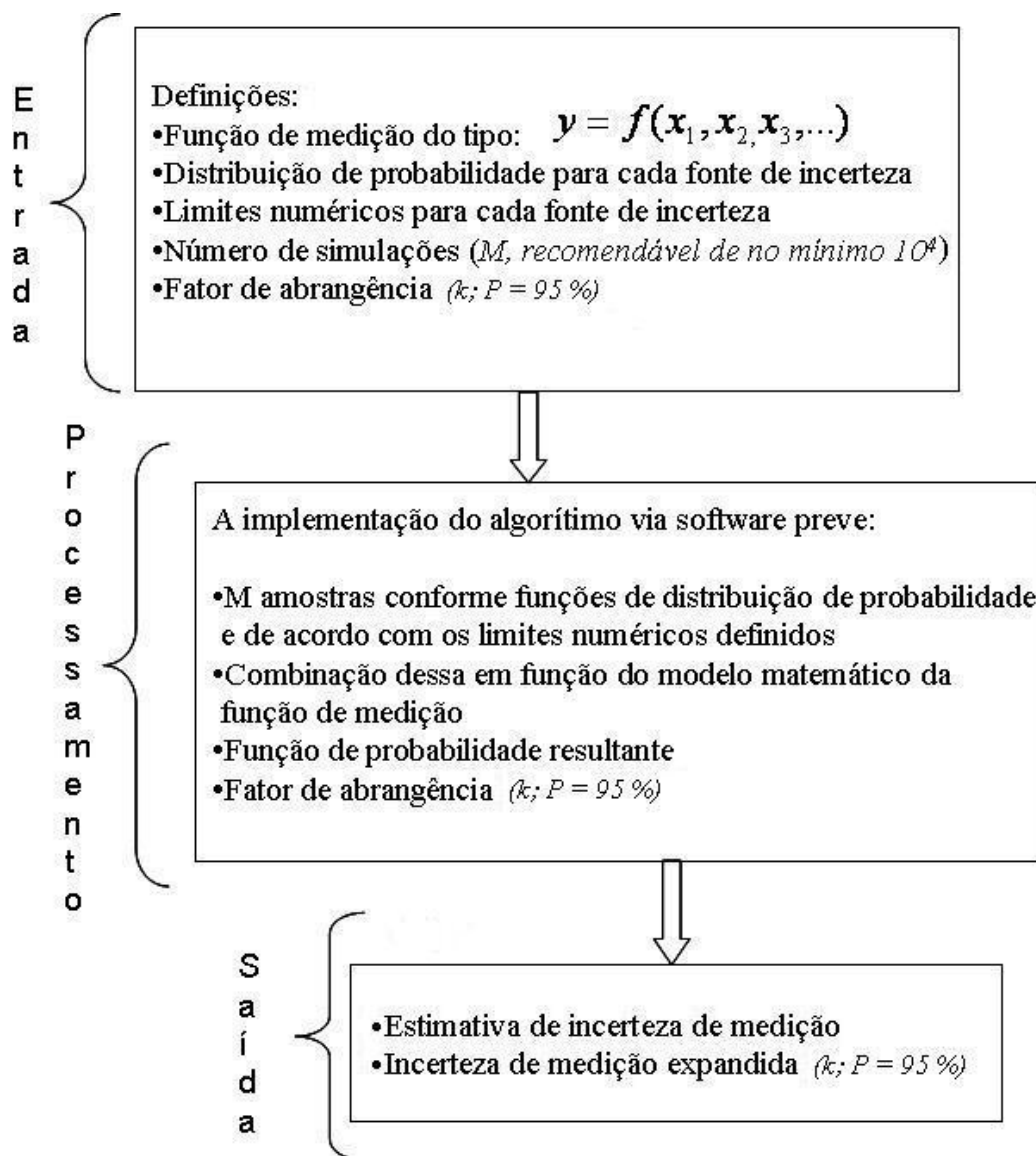 Entrada
Definições:
•Função de medição do tipo: y = f(x₁, x₂, x₃,...)
•Distribuição de probabilidade para cada fonte de incerteza
•Limites numéricos para cada fonte de incerteza
•Número de simulações (M, recomendável de no mínimo 10⁴)
•Fator de abrangência (k; P = 95 %)
Processamento
A implementação do algorítimo via software preve:
•M amostras conforme funções de distribuição de probabilidade
e de acordo com os limites numéricos definidos
•Combinação dessa em função do modelo matemático da
função de medição
•Função de probabilidade resultante
•Fator de abrangência (k; P = 95 %)
Saída
•Estimativa de incerteza de medição
•Incerteza de medição expandida (k; P = 95 %)